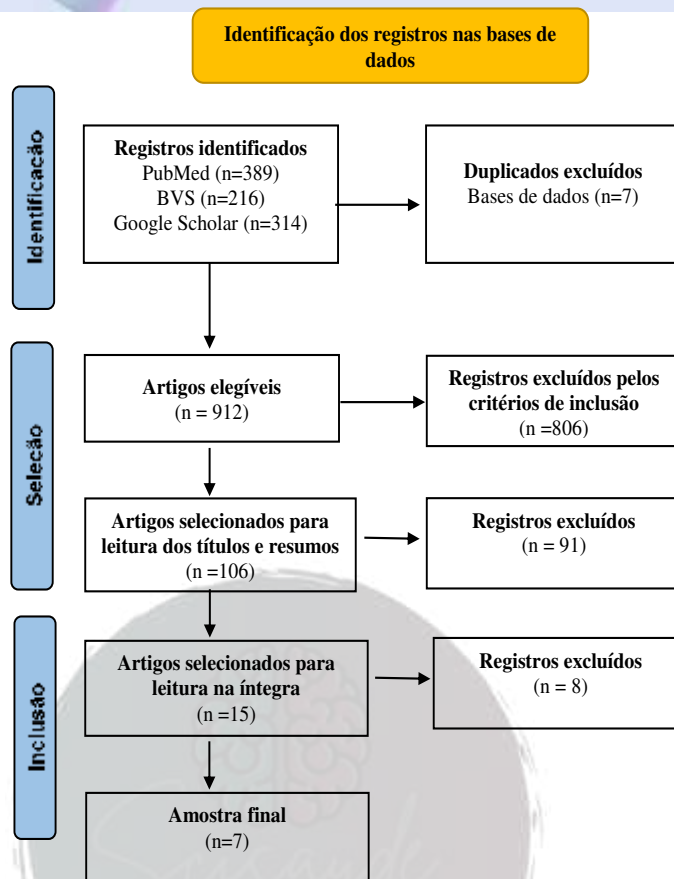 Identificação dos registros nas bases de
dados
Identificação
Registros identificados
PubMed (n=389)
BVS (n=216)
Google Scholar (n=314)
Duplicados excluídos
Bases de dados (n=7)
Seleção
Artigos elegíveis
(n = 912)
Registros excluídos pelos
critérios de inclusão
(n =806)
Artigos selecionados para
leitura dos títulos e resumos
(n =106)
Registros excluídos
(n = 91)
Inclusão
Artigos selecionados para
leitura na íntegra
(n =15)
Registros excluídos
(n = 8)
Amostra final
(n=7)